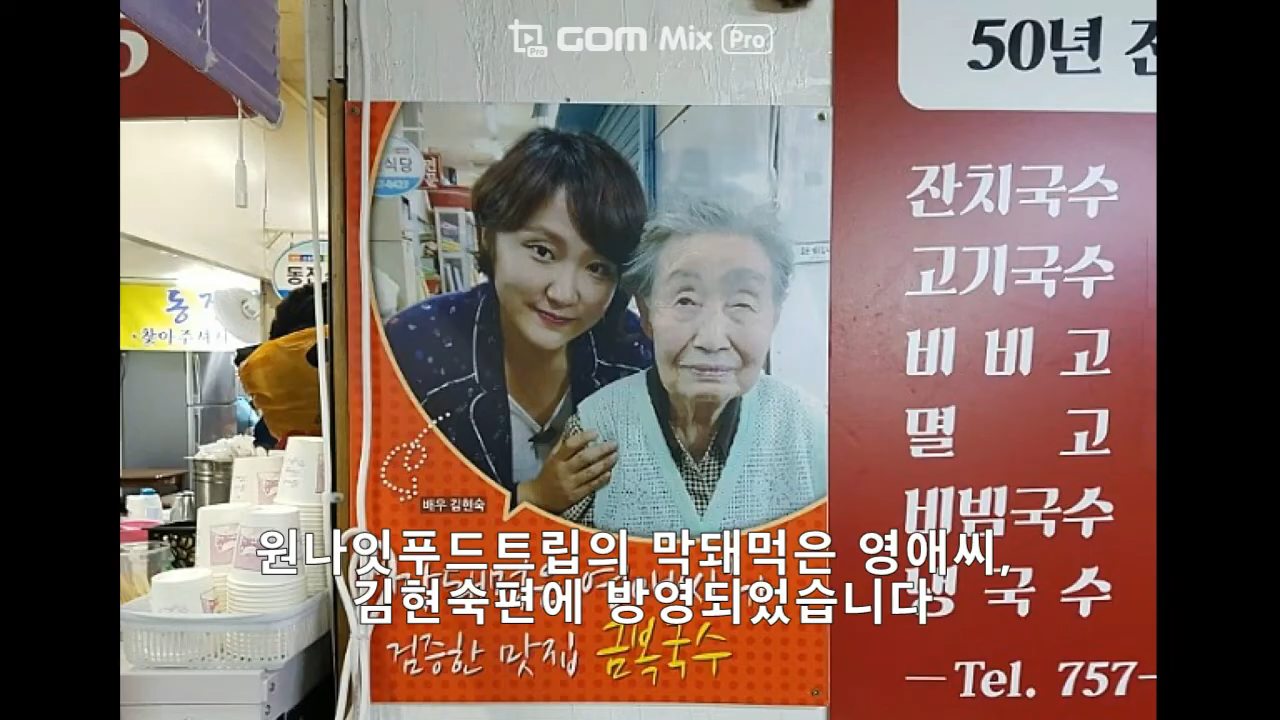 GOM Mix Pro
50년 전
식당
동
찾아주셔서
배우 김현숙
원나잇푸드트립의 막돼먹은 영애씨,
김현숙편에 방영되었습니다
검증한 맛집 금복국수
잔치국수
고기국수
비비고
멸 고
비빔국수
냉국수
Tel. 757-